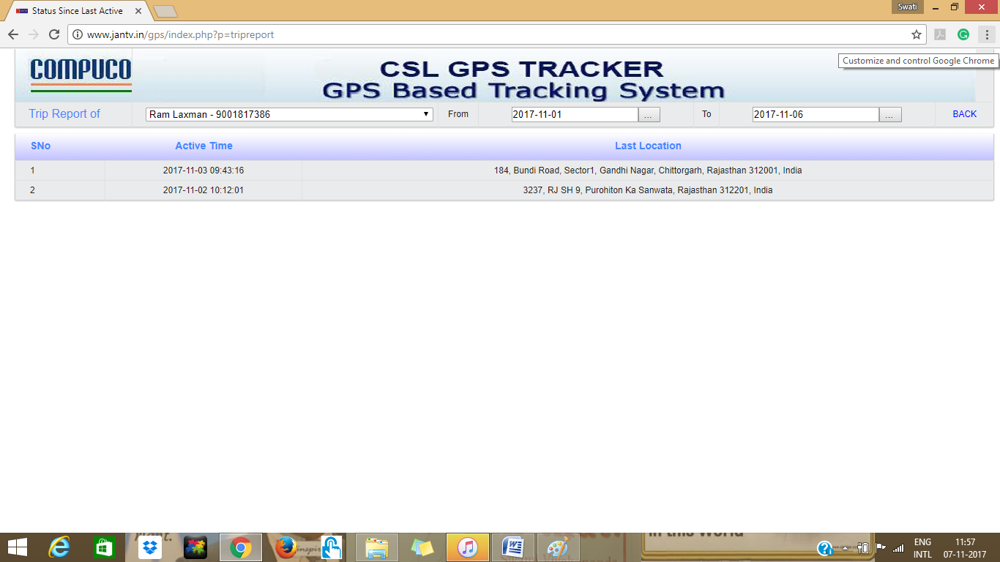 Status Since Last Active
Swati
www.jantv.in/gps/index.php?p=tripreport
Customize and control Google Chrome
COMPUCO
CSL GPS TRACKER
GPS Based Tracking System
Trip Report of Ram Laxman - 9001817386 From 2017-11-01 ... To 2017-11-06 ... BACK
SNo Active Time Last Location
1 2017-11-03 09:43:16 184, Bundi Road, Sector1, Gandhi Nagar, Chittorgarh, Rajasthan 312001, India
2 2017-11-02 10:12:01 3237, RJ SH 9, Purohiton Ka Sanwata, Rajasthan 312201, India
in this world
ENG 11:57
INTL 07-11-2017